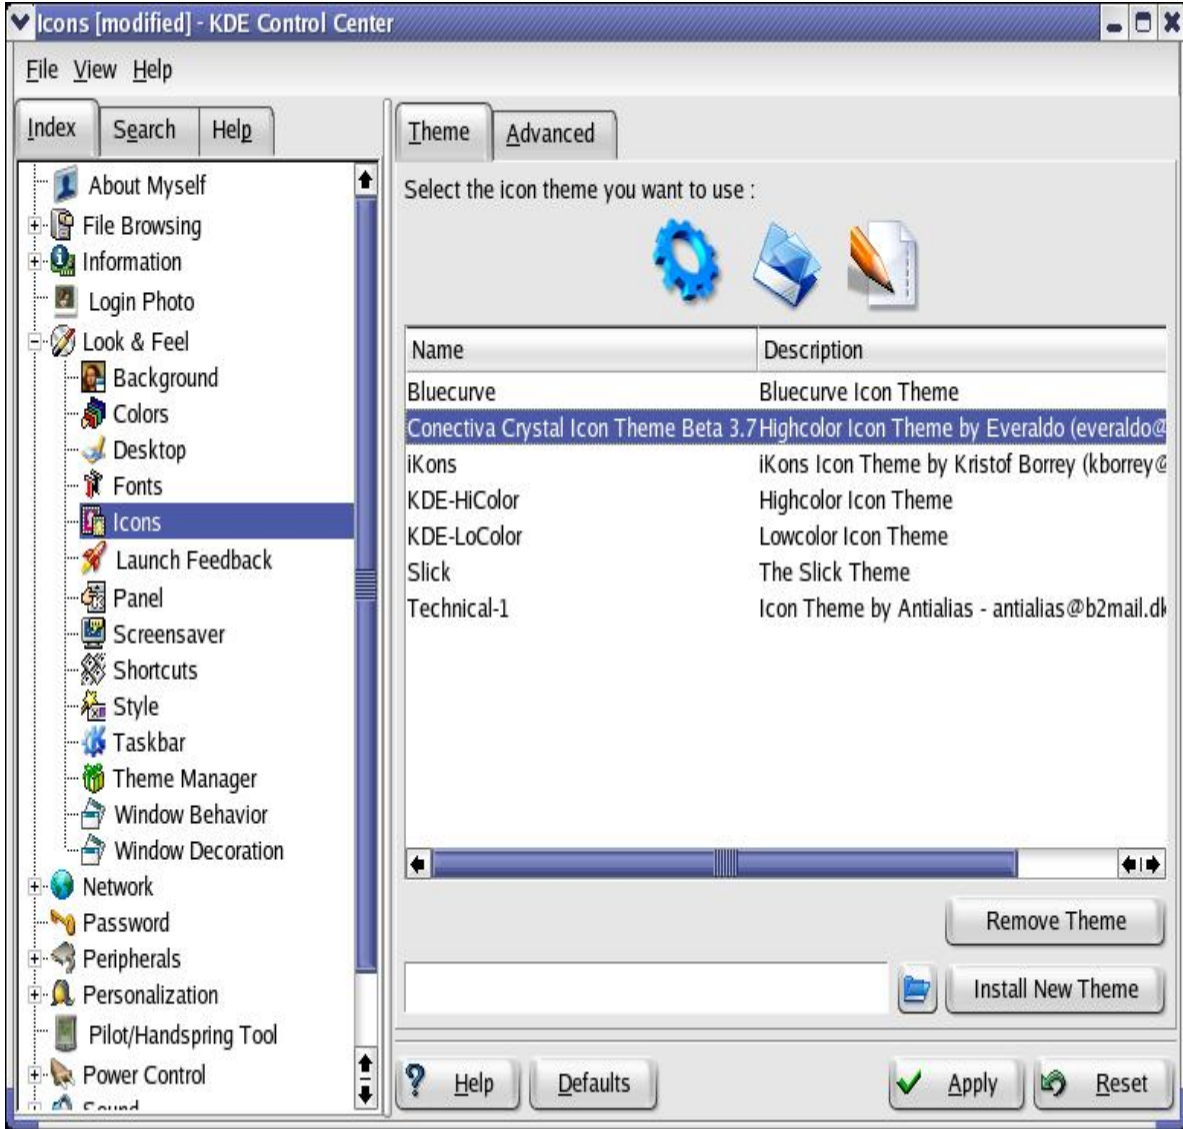 Icons [modified] - KDE Control Center
File View Help
Index Search Help
About Myself
File Browsing
Information
Login Photo
Look & Feel
Background
Colors
Desktop
Fonts
Icons
Launch Feedback
Panel
Screensaver
Shortcuts
Style
Taskbar
Theme Manager
Window Behavior
Window Decoration
Network
Password
Peripherals
Personalization
Pilot/Handspring Tool
Power Control
Sound
Theme Advanced
Select the icon theme you want to use :
Name Description
Bluecurve Bluecurve Icon Theme
Conectiva Crystal Icon Theme Beta 3.7 Highcolor Icon Theme by Everaldo (everaldo@
iKons iKons Icon Theme by Kristof Borrey (kborrey@
KDE-HiColor Highcolor Icon Theme
KDE-LoColor Lowcolor Icon Theme
Slick The Slick Theme
Technical-1 Icon Theme by Antialias - antialias@b2mail.dk
Remove Theme
Install New Theme
Help Defaults Apply Reset